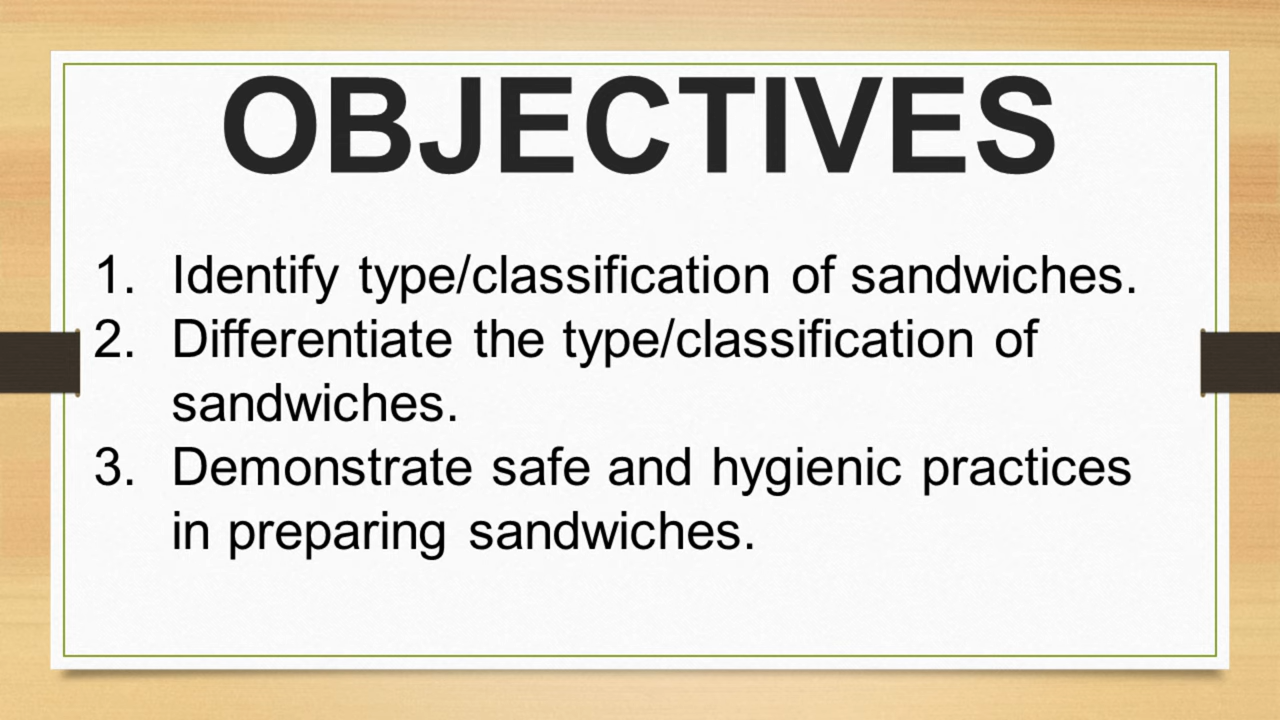 OBJECTIVES
1. Identify type/classification of sandwiches.
2. Differentiate the type/classification of
sandwiches.
3. Demonstrate safe and hygienic practices
in preparing sandwiches.